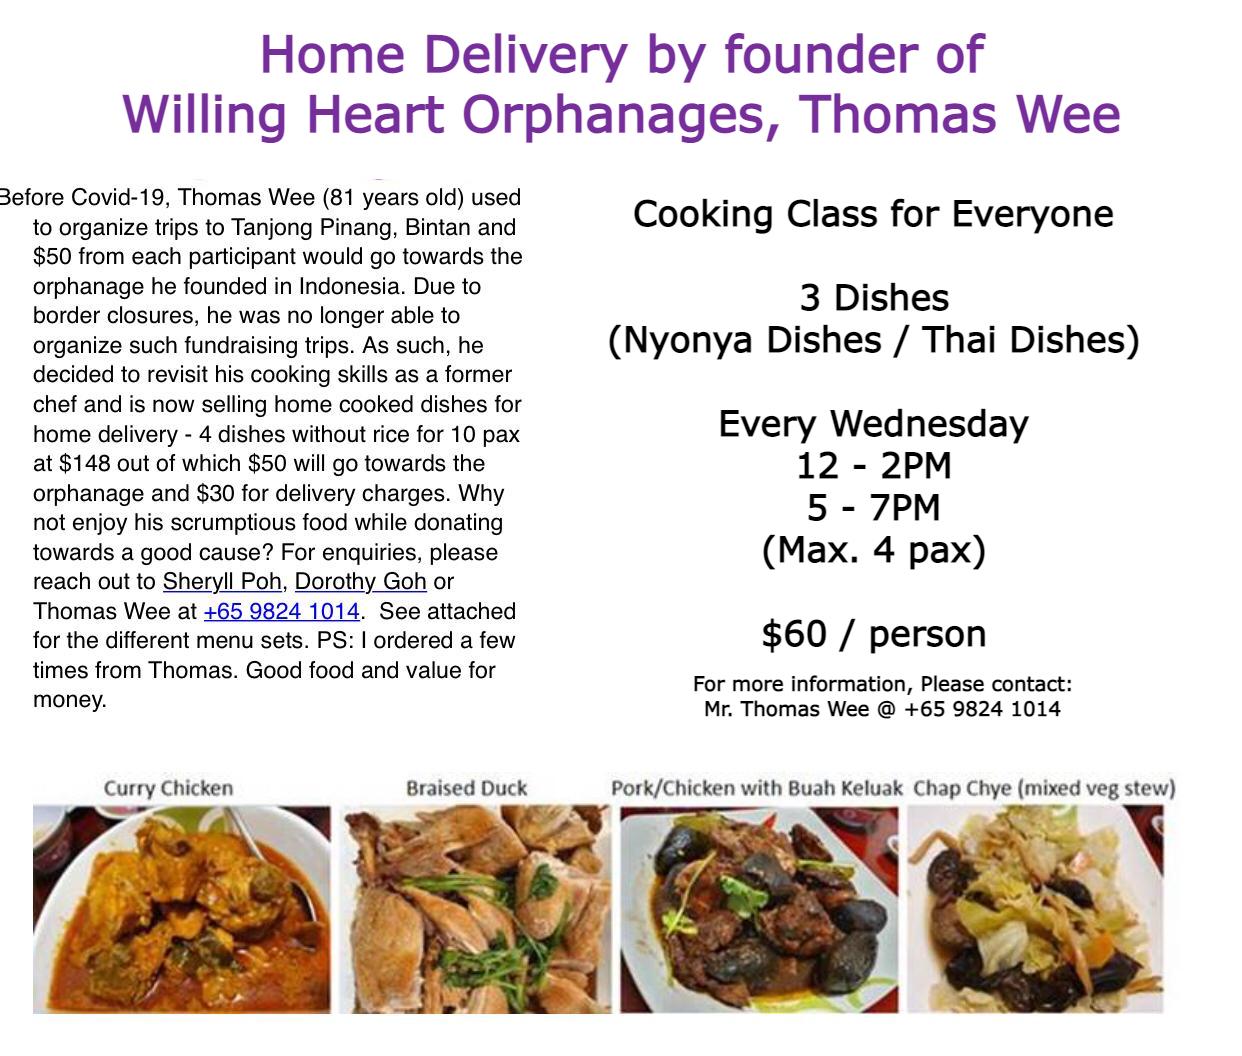 Home Delivery by founder of
Willing Heart Orphanages, Thomas Wee
Before Covid-19, Thomas Wee (81 years old) used
to organize trips to Tanjong Pinang, Bintan and
$50 from each participant would go towards the
orphanage he founded in Indonesia. Due to
border closures, he was no longer able to
organize such fundraising trips. As such, he
decided to revisit his cooking skills as a former
chef and is now selling home cooked dishes for
home delivery - 4 dishes without rice for 10 pax
at $148 out of which $50 will go towards the
orphanage and $30 for delivery charges. Why
not enjoy his scrumptious food while donating
towards a good cause? For enquiries, please
reach out to Sheryll Poh, Dorothy Goh or
Thomas Wee at +65 9824 1014.  See attached
for the different menu sets. PS: I ordered a few
times from Thomas. Good food and value for
money.
Cooking Class for Everyone
3 Dishes
(Nyonya Dishes / Thai Dishes)
Every Wednesday
12 - 2PM
5 - 7PM
(Max. 4 pax)
$60 / person
For more information, Please contact:
Mr. Thomas Wee @ +65 9824 1014
Curry Chicken
Braised Duck
Pork/Chicken with Buah Keluak
Chap Chye (mixed veg stew)